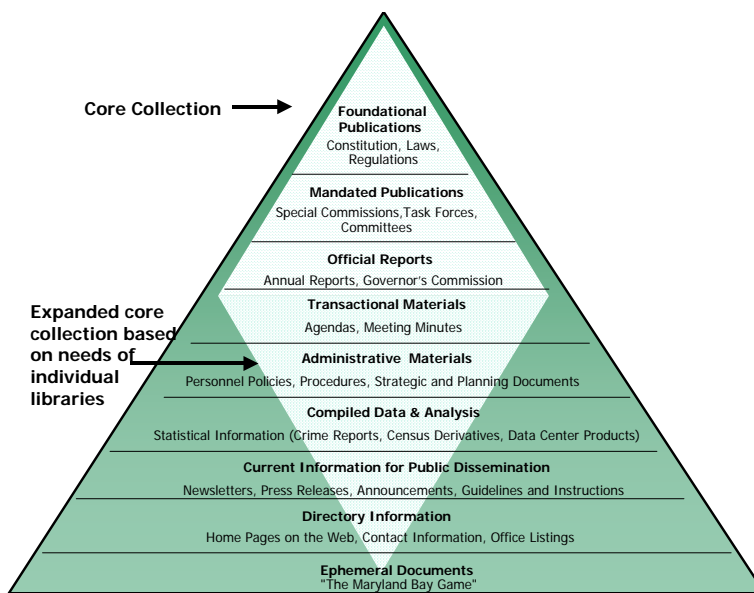 Core Collection
Foundational
Publications
Constitution, Laws,
Regulations
Mandated Publications
Special Commissions,Task Forces,
Committees
Official Reports
Annual Reports, Governor's Commission
Expanded core
collection based
on needs of
individual
libraries
Transactional Materials
Agendas, Meeting Minutes
Administrative Materials
Personnel Policies, Procedures, Strategic and Planning Documents
Compiled Data & Analysis
Statistical Information (Crime Reports, Census Derivatives, Data Center Products)
Current Information for Public Dissemination
Newsletters, Press Releases, Announcements, Guidelines and Instructions
Directory Information
Home Pages on the Web, Contact Information, Office Listings
Ephemeral Documents
"The Maryland Bay Game"